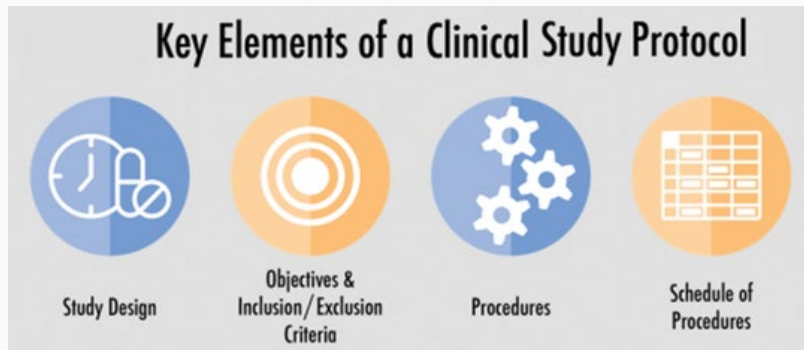 Key Elements of a Clinical Study Protocol
Study Design
Objectives &
Inclusion/Exclusion
Criteria
Procedures
Schedule of
Procedures